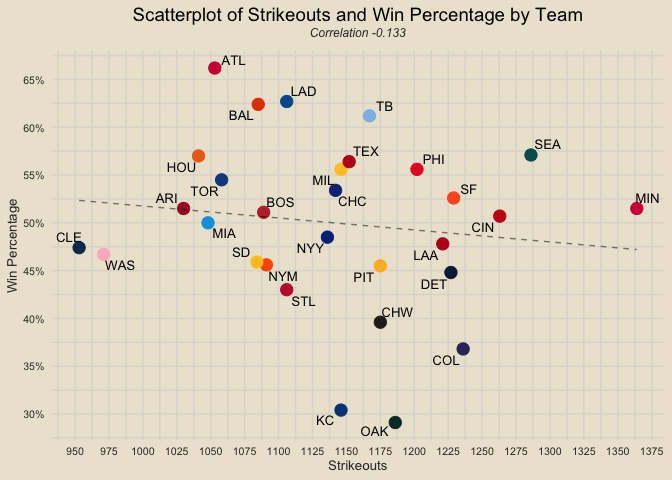 Scatterplot of Strikeouts and Win Percentage by Team
Correlation -0.133
Win Percentage
65%
60%
55%
50%
45%
40%
35%
30%
ATL
LAD
BAL
TB
TEX
SEA
HOU
PHI
MIL
TOR
SF
ARI
BOS
CHC
MIN
MIA
CIN
CLE
NYY
SD
LAA
WAS
NYM
PIT
DET
STL
CHW
COL
KC
OAK
950 975 1000 1025 1050 1075 1100 1125 1150 1175 1200 1225 1250 1275 1300 1325 1350 1375
Strikeouts